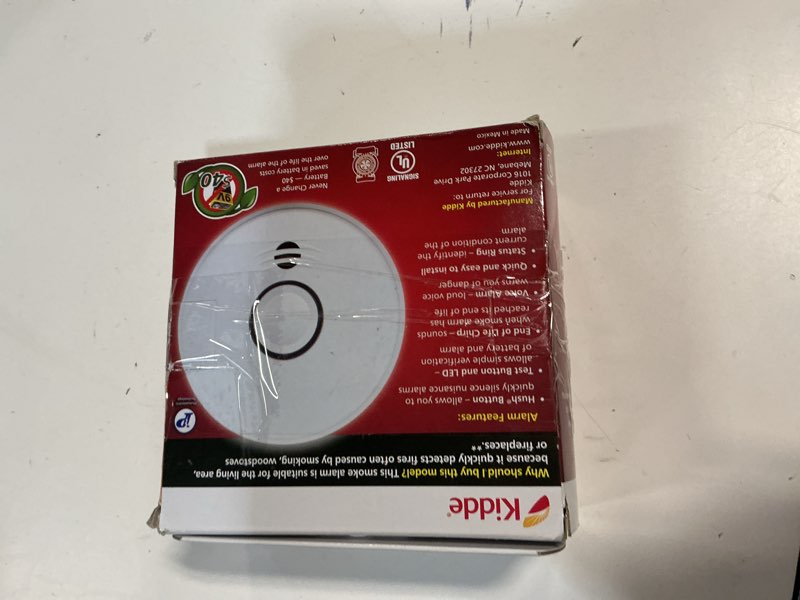 Kidde®
Why should I buy this model? This smoke alarm is suitable for the living area,
because it quickly detects fires often caused by smoking, woodstoves
or fireplaces.**
Alarm Features:
• Hush® Button – allows you to
quickly silence nuisance alarms
• Test Button and LED –
allows simple verification
of battery and alarm
• End of Life Chirp – sounds
when smoke alarm has
reached its end of life
• Voice Alarm – loud voice
warns you of danger
• Quick and easy to install
• Status Ring – identify the
current condition of the
alarm
Manufactured by Kidde
For service return to:
Kidde
1016 Corporate Park Drive
Mebane, NC 27302
Internet:
www.kidde.com
Made in Mexico
SIGNALING
UL
LISTED
iP
Never Change a
Battery — $40
saved in battery costs
over the life of the alarm
$40
9V